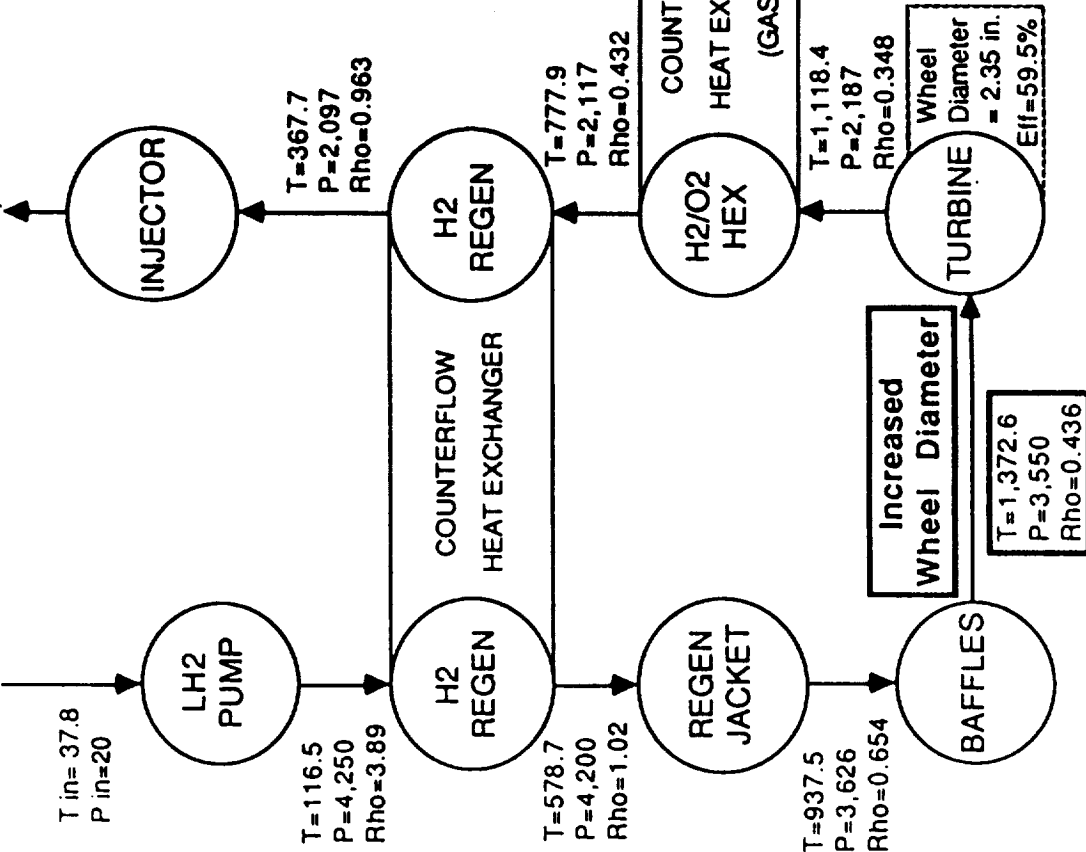 T in= 37.8
P in=20
LH2
PUMP
T=116.5
P=4,250
Rho=3.89
H2
REGEN
T=578.7
P=4,200
Rho=1.02
REGEN
JACKET
T=937.5
P=3,626
Rho=0.654
BAFFLES
COUNTERFLOW
HEAT EXCHANGER
Increased
Wheel Diameter
T=1,372.6
P=3,550
Rho=0.436
INJECTOR
T=367.7
P=2,097
Rho=0.963
H2
REGEN
T=777.9
P=2,117
Rho=0.432
H2/O2
HEX
COUNT
HEAT EX
(GAS
T=1,118.4
P=2,187
Rho=0.348
TURBINE
Wheel
Diameter
= 2.35 in.
Eff=59.5%